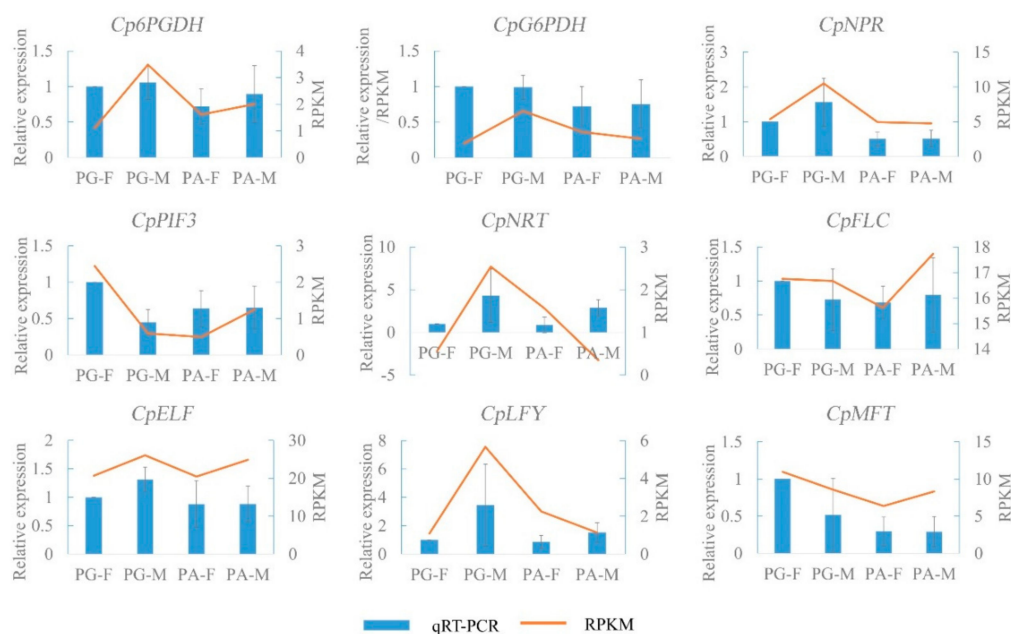 Cp6PGDH
Relative expression
1.5
1
0.5
0
4
3
2
1
0
RPKM
PG-F PG-M PA-F PA-M
CpG6PDH
Relative expression
/RPKM
1.5
1
0.5
0
PG-F PG-M PA-F PA-M
CpNPR
Relative expression
3
2
1
0
15
10
5
0
RPKM
PG-F PG-M PA-F PA-M
CpPIF3
Relative expression
1.5
1
0.5
0
3
2
1
0
RPKM
PG-F PG-M PA-F PA-M
CpNRT
Relative expression
10
5
0
-5
3
2
1
0
RPKM
PG-F PG-M PA-F PA-M
CpFLC
Relative expression
1.5
1
0.5
0
18
17
16
15
14
RPKM
PG-F PG-M PA-F PA-M
CpELF
Relative expression
2
1.5
1
0.5
0
30
20
10
0
RPKM
PG-F PG-M PA-F PA-M
CpLFY
Relative expression
8
6
4
2
0
6
4
2
0
RPKM
PG-F PG-M PA-F PA-M
CpMFT
Relative expression
1.5
1
0.5
0
15
10
5
0
RPKM
PG-F PG-M PA-F PA-M
qRT-PCR RPKM